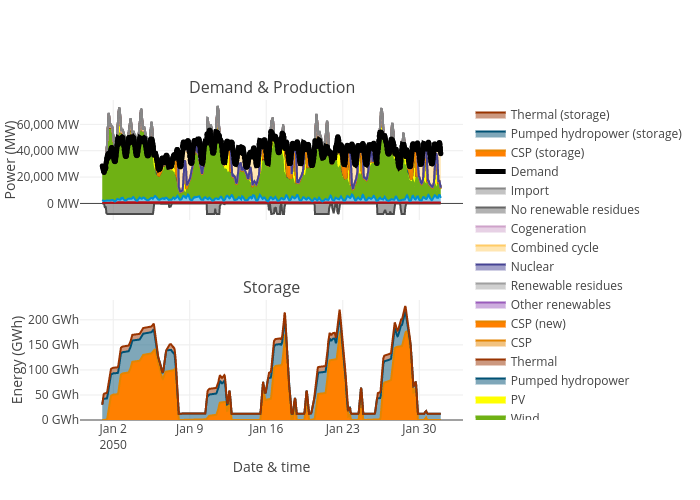 Demand & Production
Power (MW)
60,000 MW
40,000 MW
20,000 MW
0 MW
Storage
Energy (GWh)
200 GWh
150 GWh
100 GWh
50 GWh
0 GWh
Jan 2
2050
Jan 9
Jan 16
Jan 23
Jan 30
Date & time
Thermal (storage)
Pumped hydropower (storage)
CSP (storage)
Demand
Import
No renewable residues
Cogeneration
Combined cycle
Nuclear
Renewable residues
Other renewables
CSP (new)
CSP
Thermal
Pumped hydropower
PV
Wind